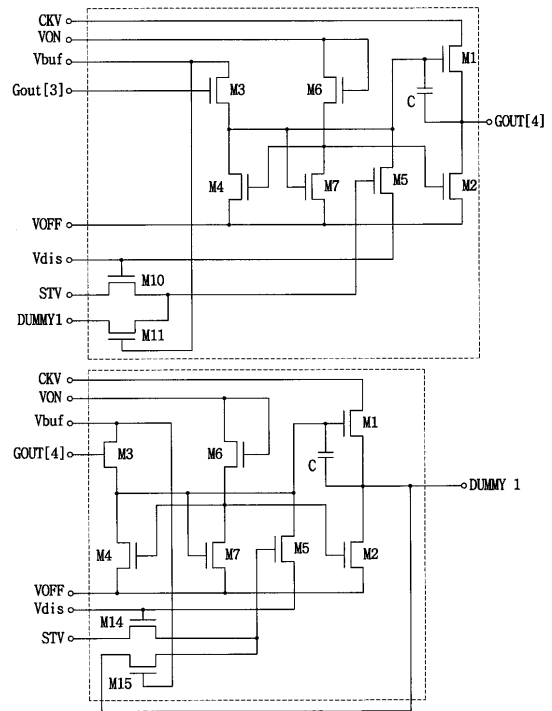 CKV
VON
Vbuf
Gout[3]
M3
M6
M1
C
GOUT[4]
M4
M7
M5
M2
VOFF
Vdis
M10
STV
DUMMY1
M11
CKV
VON
Vbuf
GOUT[4]
M3
M6
M1
C
DUMMY 1
M4
M7
M5
M2
VOFF
Vdis
M14
STV
M15